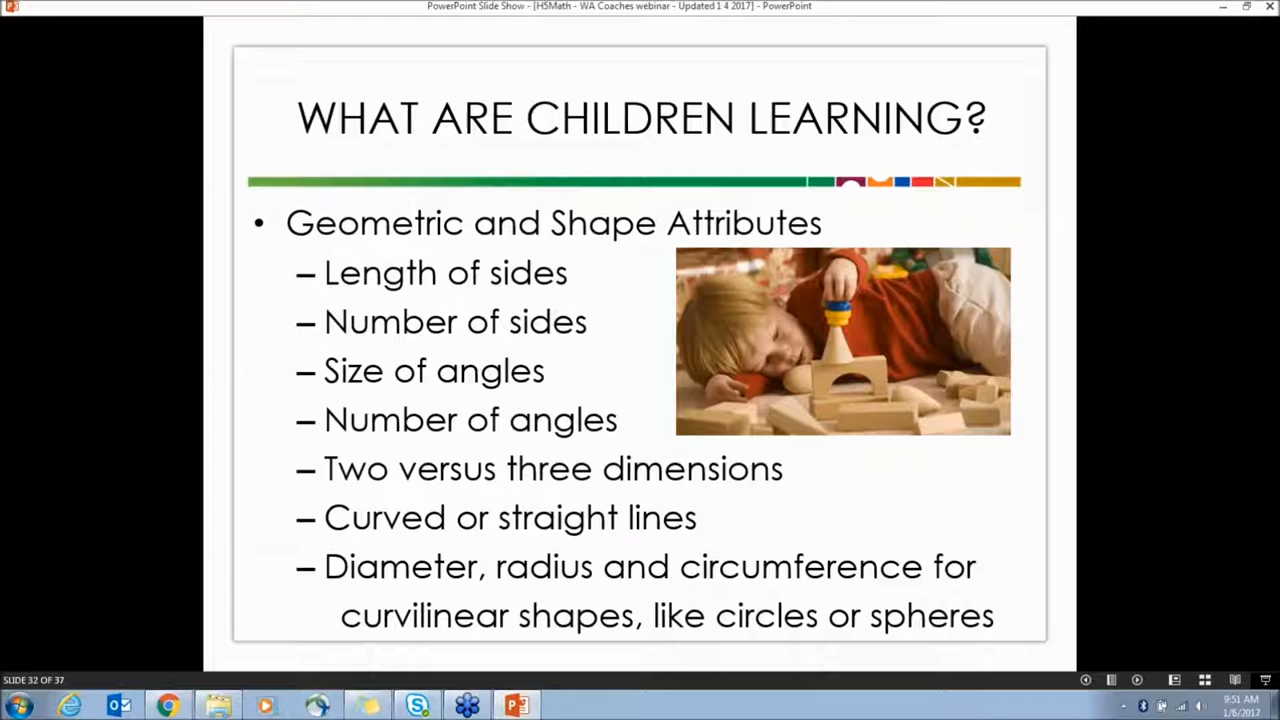 PowerPoint Slide Show - [H5Math - WA Coaches webinar - Updated 1 4 2017] - PowerPoint
WHAT ARE CHILDREN LEARNING?
• Geometric and Shape Attributes
– Length of sides
– Number of sides
– Size of angles
– Number of angles
– Two versus three dimensions
– Curved or straight lines
– Diameter, radius and circumference for
curvilinear shapes, like circles or spheres
SLIDE 32 OF 37
9:51 AM
1/6/2017